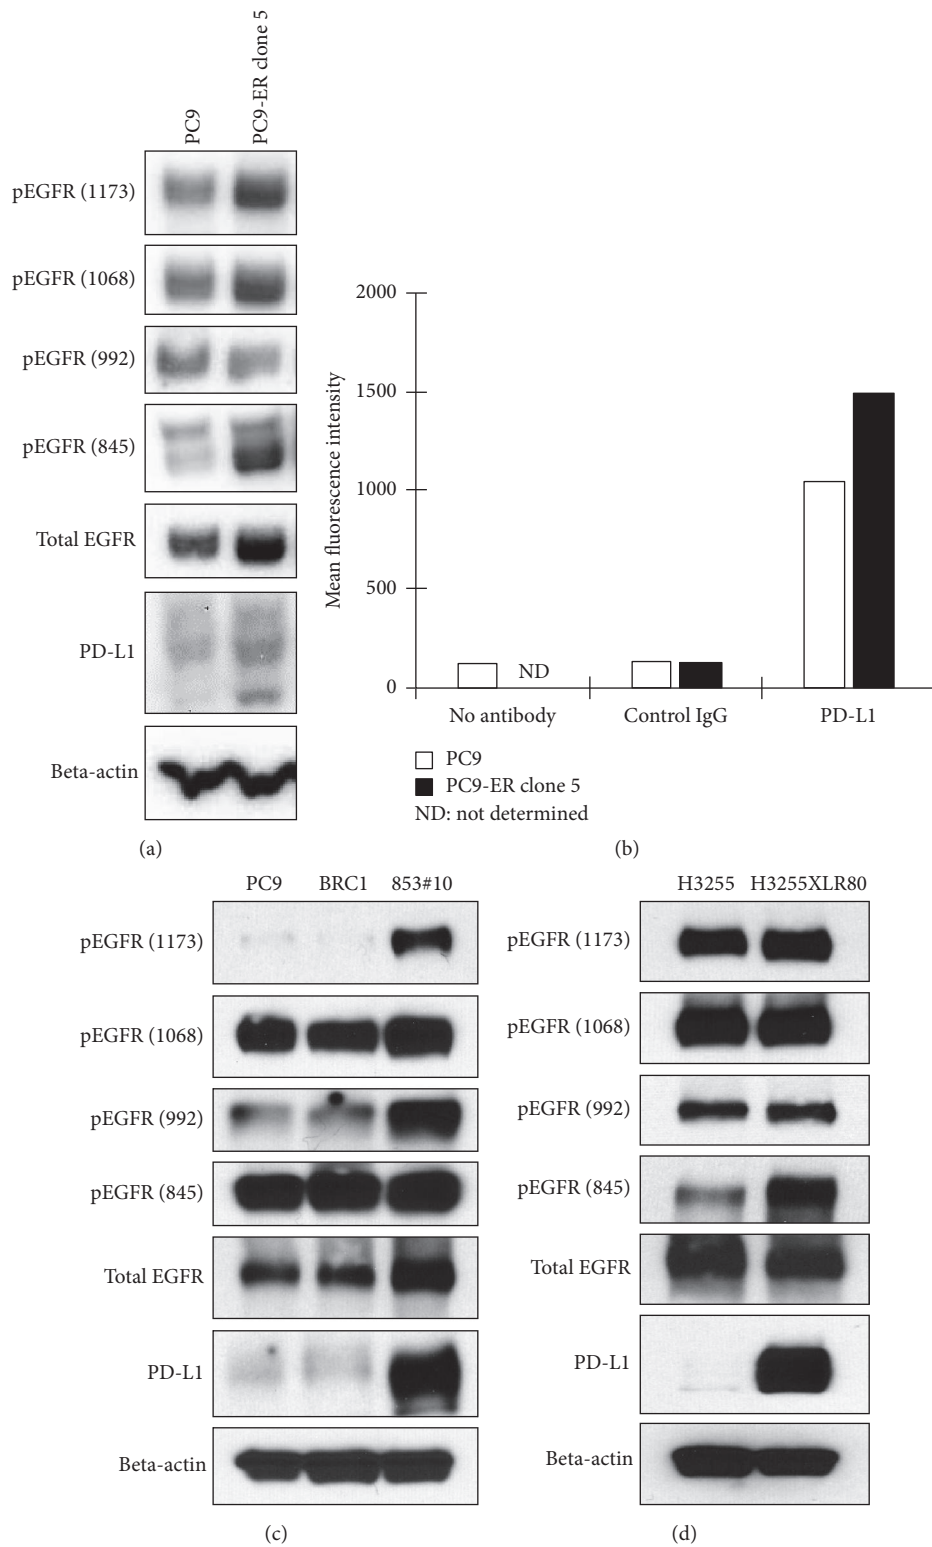 PC9
PC9-ER clone 5
pEGFR (1173)
pEGFR (1068)
pEGFR (992)
pEGFR (845)
Total EGFR
PD-L1
Beta-actin
(a)
Mean fluorescence intensity
2000
1500
1000
500
0
ND
No antibody
Control IgG
PD-L1
PC9
PC9-ER clone 5
ND: not determined
(b)
PC9 BRC1 853#10
pEGFR (1173)
pEGFR (1068)
pEGFR (992)
pEGFR (845)
Total EGFR
PD-L1
Beta-actin
(c)
H3255 H3255XLR80
pEGFR (1173)
pEGFR (1068)
pEGFR (992)
pEGFR (845)
Total EGFR
PD-L1
Beta-actin
(d)